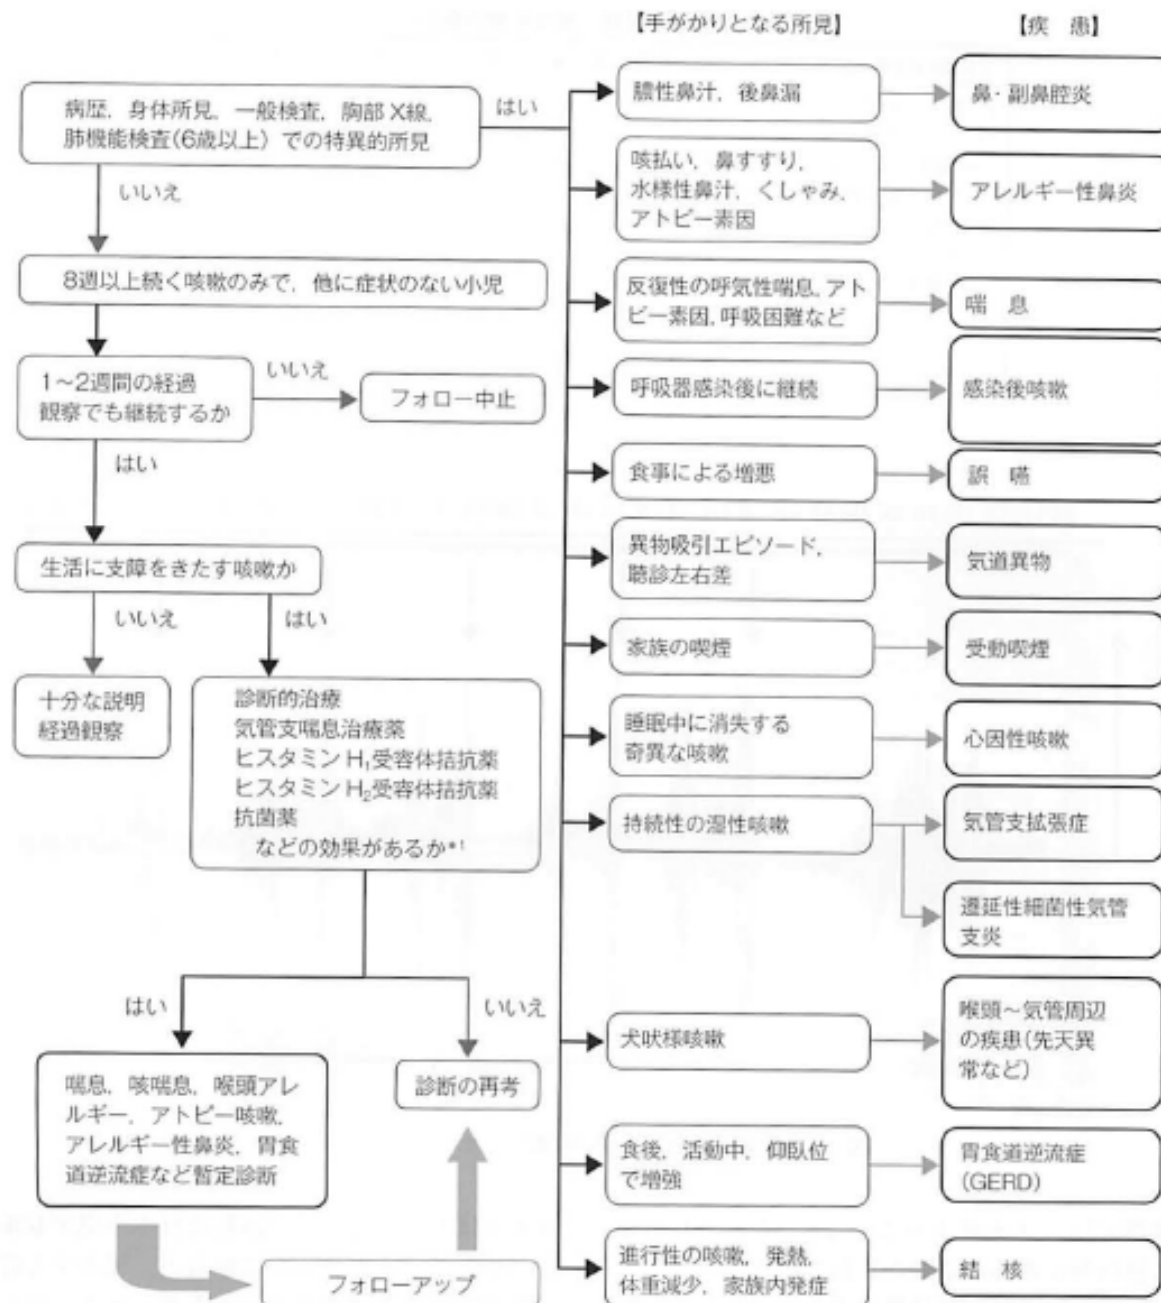 【手がかりとなる所見】
【疾 患】
病歴，身体所見，一般検査，胸部X線，
肺機能検査(6歳以上)での特異的所見
はい
いいえ
8週以上続く咳嗽のみで，他に症状のない小児
1～2週間の経過
観察でも継続するか
いいえ
フォロー中止
はい
生活に支障をきたす咳嗽か
いいえ
はい
十分な説明
経過観察
診断的治療
気管支喘息治療薬
ヒスタミンH₁受容体拮抗薬
ヒスタミンH₂受容体拮抗薬
抗菌薬
などの効果があるか*¹
はい
いいえ
喘息，咳喘息，喉頭アレ
ルギー，アトピー咳嗽，
アレルギー性鼻炎，胃食
道逆流症など暫定診断
診断の再考
フォローアップ
膿性鼻汁，後鼻漏
鼻・副鼻腔炎
咳払い，鼻すすり，
水様性鼻汁，くしゃみ，
アトピー素因
アレルギー性鼻炎
反復性の呼気性喘息，アト
ピー素因，呼吸困難など
喘 息
呼吸器感染後に継続
感染後咳嗽
食事による増悪
誤 嚥
異物吸引エピソード，
聴診左右差
気道異物
家族の喫煙
受動喫煙
睡眠中に消失する
奇異な咳嗽
心因性咳嗽
持続性の湿性咳嗽
気管支拡張症
遷延性細菌性気管
支炎
犬吠様咳嗽
喉頭～気管周辺
の疾患(先天異
常など)
食後，活動中，仰臥位
で増強
胃食道逆流症
(GERD)
進行性の咳嗽，発熱，
体重減少，家族内発症
結 核